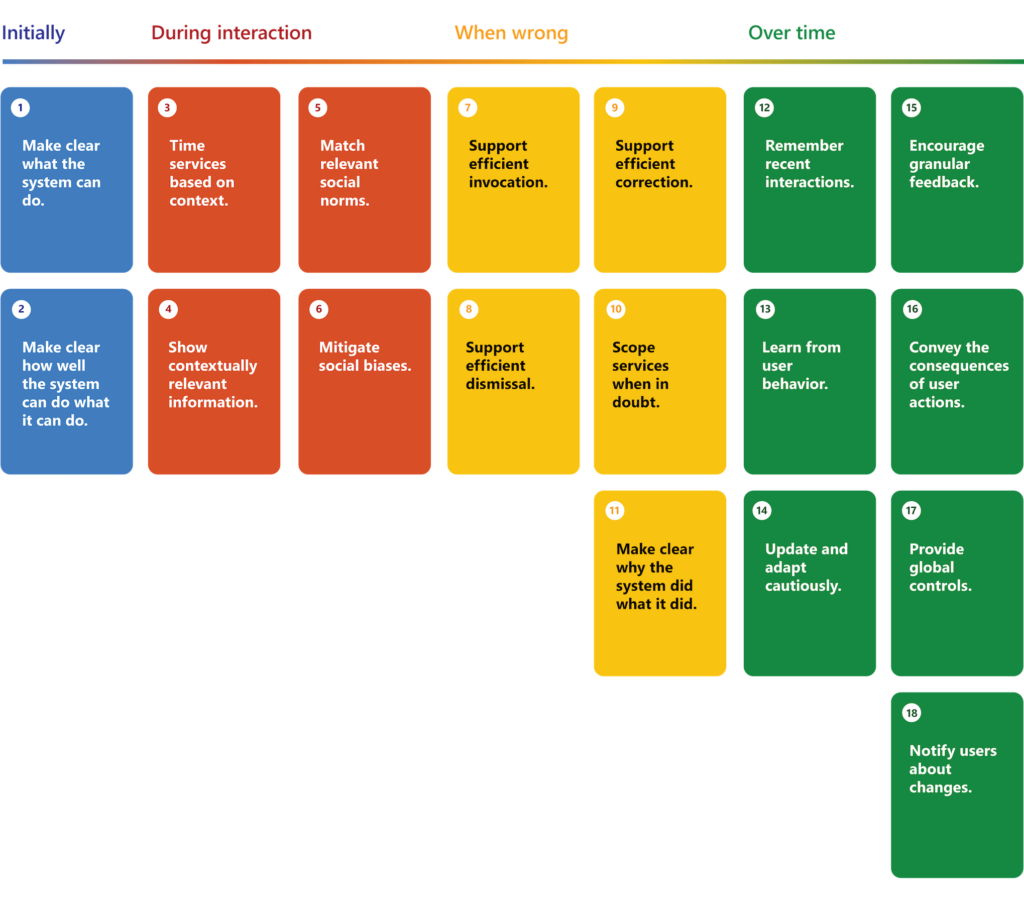 Initially
During interaction
When wrong
Over time
1
Make clear
what the
system can
do.
2
Make clear
how well
the system
can do what
it can do.
3
Time
services
based on
context.
4
Show
contextually
relevant
information.
5
Match
relevant
social
norms.
6
Mitigate
social biases.
7
Support
efficient
invocation.
8
Support
efficient
dismissal.
9
Support
efficient
correction.
10
Scope
services
when in
doubt.
11
Make clear
why the
system did
what it did.
12
Remember
recent
interactions.
13
Learn from
user
behavior.
14
Update and
adapt
cautiously.
15
Encourage
granular
feedback.
16
Convey the
consequences
of user
actions.
17
Provide
global
controls.
18
Notify users
about
changes.